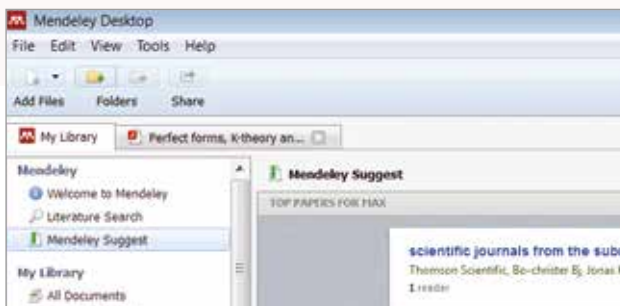 Mendeley Desktop
File Edit View Tools Help
Add Files Folders Share
My Library Perfect forms, K-theory an...
Mendeley
Welcome to Mendeley
Literature Search
Mendeley Suggest
My Library
All Documents
Mendeley Suggest
TOP PAPERS FOR MAX
scientific journals from the
Thomson Scientific, Bo-christer Bj, Jonas
1 reader